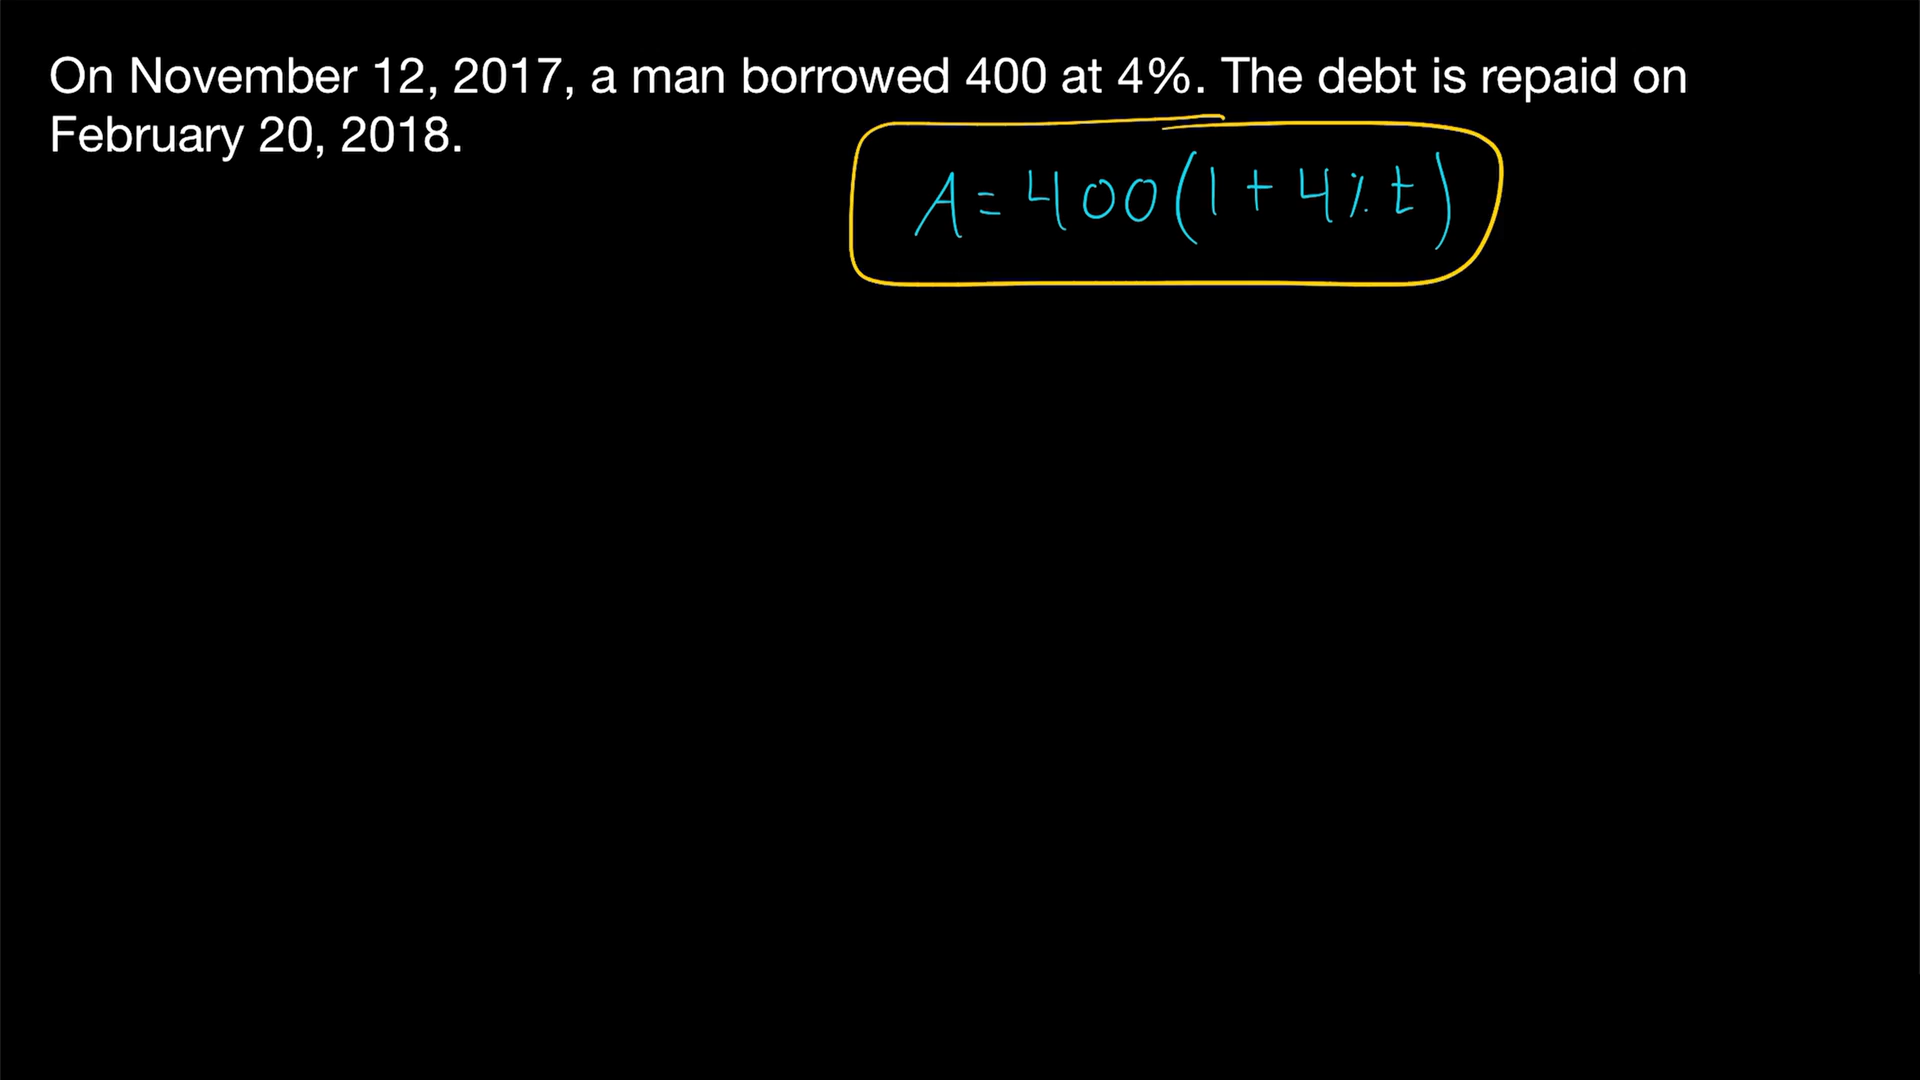 On November 12, 2017, a man borrowed 400 at 4%. The debt is repaid on
February 20, 2018.
A = 400(1 + 4% t)